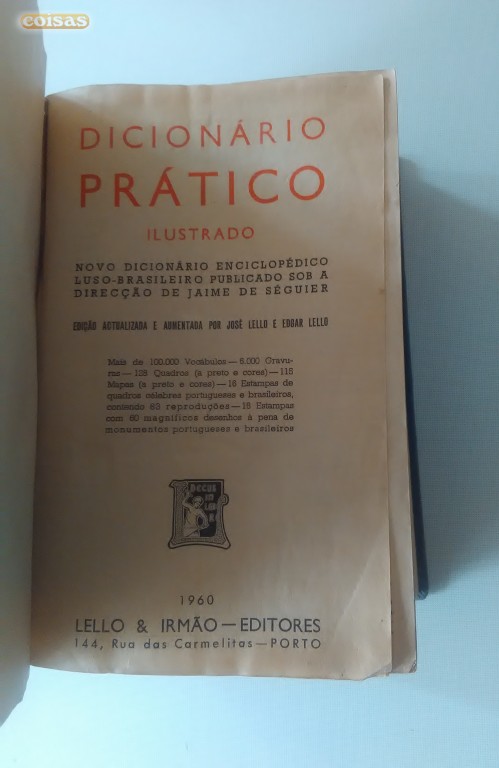 coisas
DICIONÁRIO
PRÁTICO
ILUSTRADO
NOVO DICIONÁRIO ENCICLOPÉDICO
LUSO-BRASILEIRO PUBLICADO SOB A
DIRECÇÃO DE JAIME DE SÉGUIER
EDIÇÃO ACTUALIZADA E AUMENTADA POR JOSÉ LELLO E EDGAR LELLO
Mais de 100.000 Vocábulos — 6.000 Gravu-
ras — 128 Quadros (a preto e cores) — 115
Mapas (a preto e cores) — 16 Estampas de
quadros célebres portugueses e brasileiros,
contendo 63 reproduções — 16 Estampas
com 60 magníficos desenhos à pena de
monumentos portugueses e brasileiros
DECUS
IN
1960
LELLO & IRMÃO — EDITORES
144, Rua das Carmelitas — PORTO